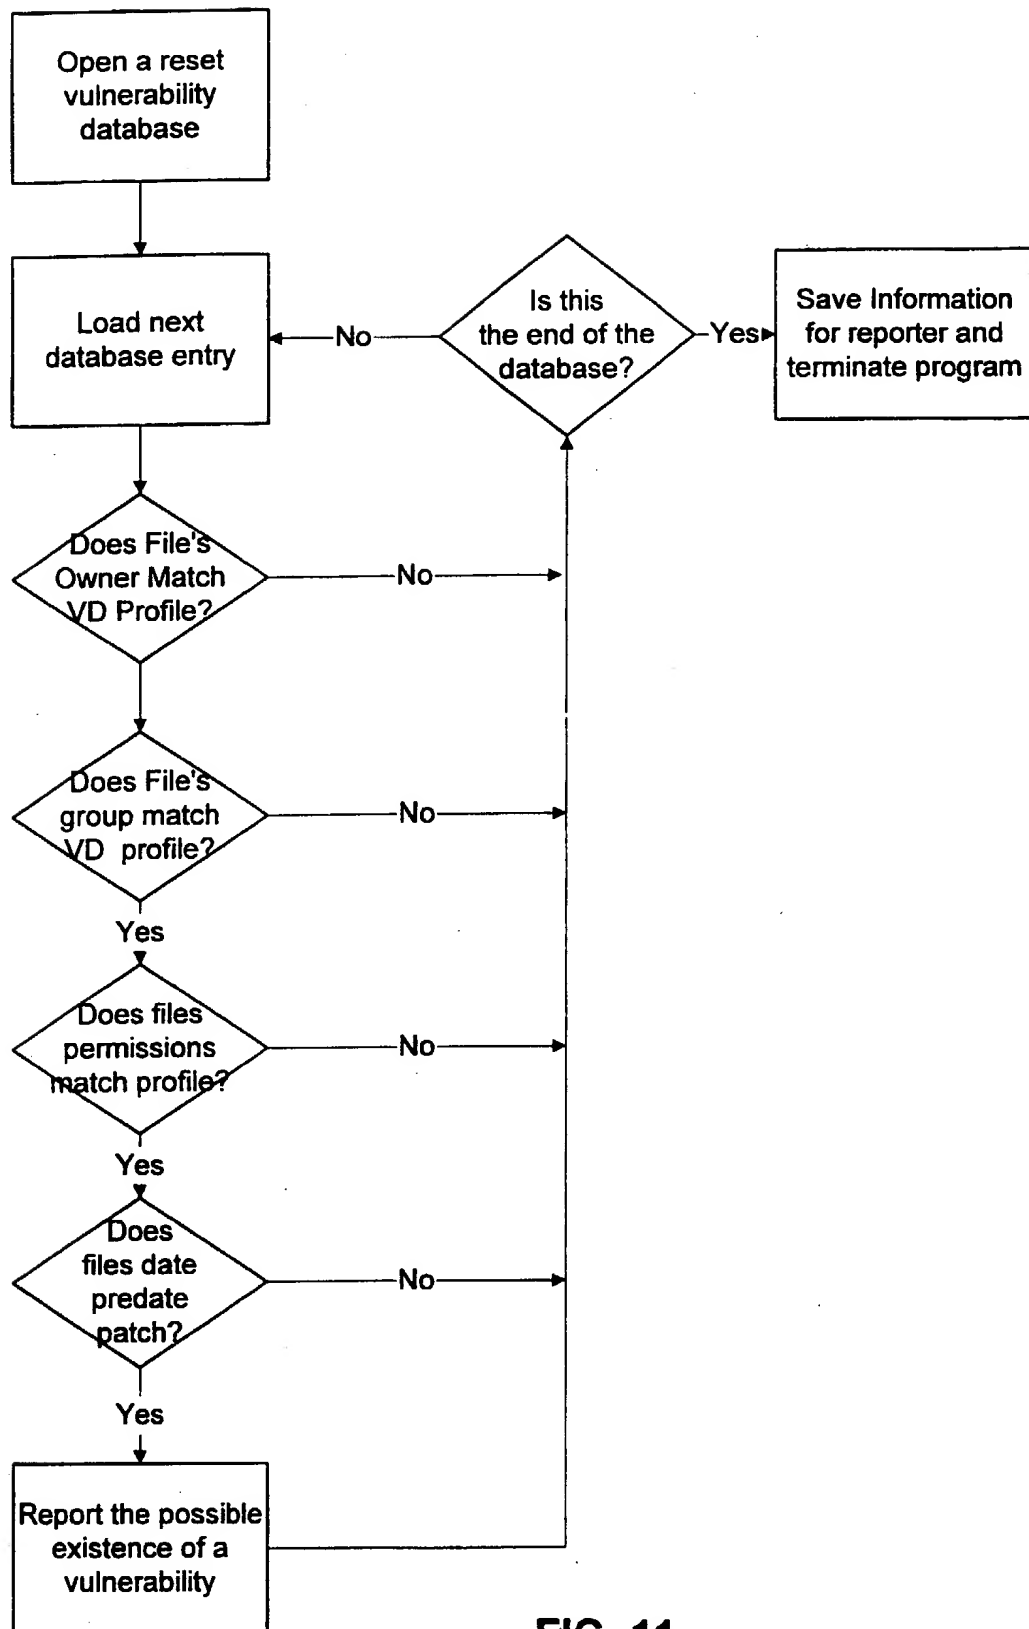 Open a reset
vulnerability
database
Load next
database entry
No
Is this
the end of the
database?
Yes
Save Information
for reporter and
terminate program
Does File's
Owner Match
VD Profile?
No
Does File's
group match
VD profile?
No
Yes
Does files
permissions
match profile?
No
Yes
Does
files date
predate
patch?
No
Yes
Report the possible
existence of a
vulnerability
FIG. 11